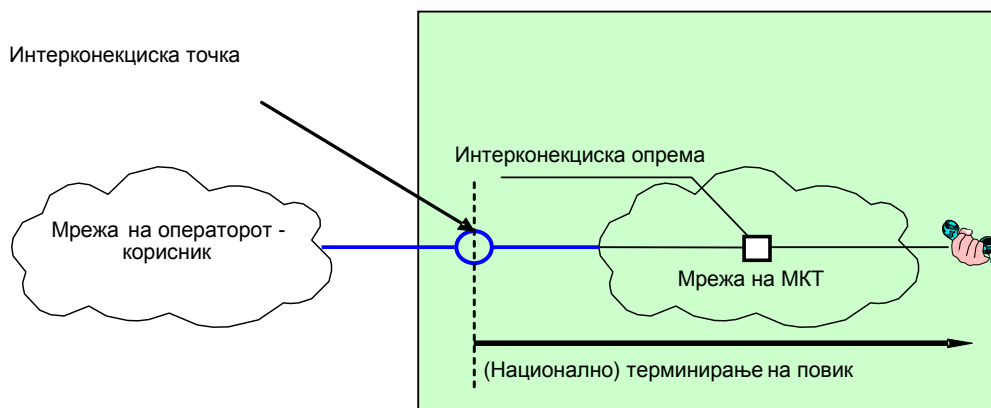 Интерконекциска точка
Интерконекциска опрема
Мрежа на операторот -
корисник
Мрежа на МКТ
(Национално) терминирање на повик